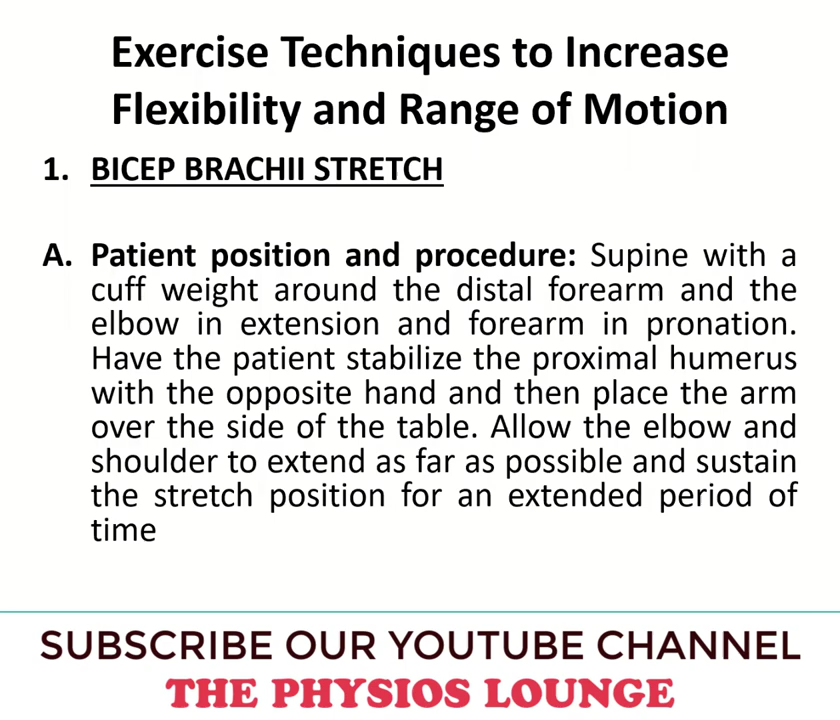 Exercise Techniques to Increase
Flexibility and Range of Motion
1. BICEP BRACHII STRETCH
A. Patient position and procedure: Supine with a
cuff weight around the distal forearm and the
elbow in extension and forearm in pronation.
Have the patient stabilize the proximal humerus
with the opposite hand and then place the arm
over the side of the table. Allow the elbow and
shoulder to extend as far as possible and sustain
the stretch position for an extended period of
time
SUBSCRIBE OUR YOUTUBE CHANNEL
THE PHYSIOS LOUNGE